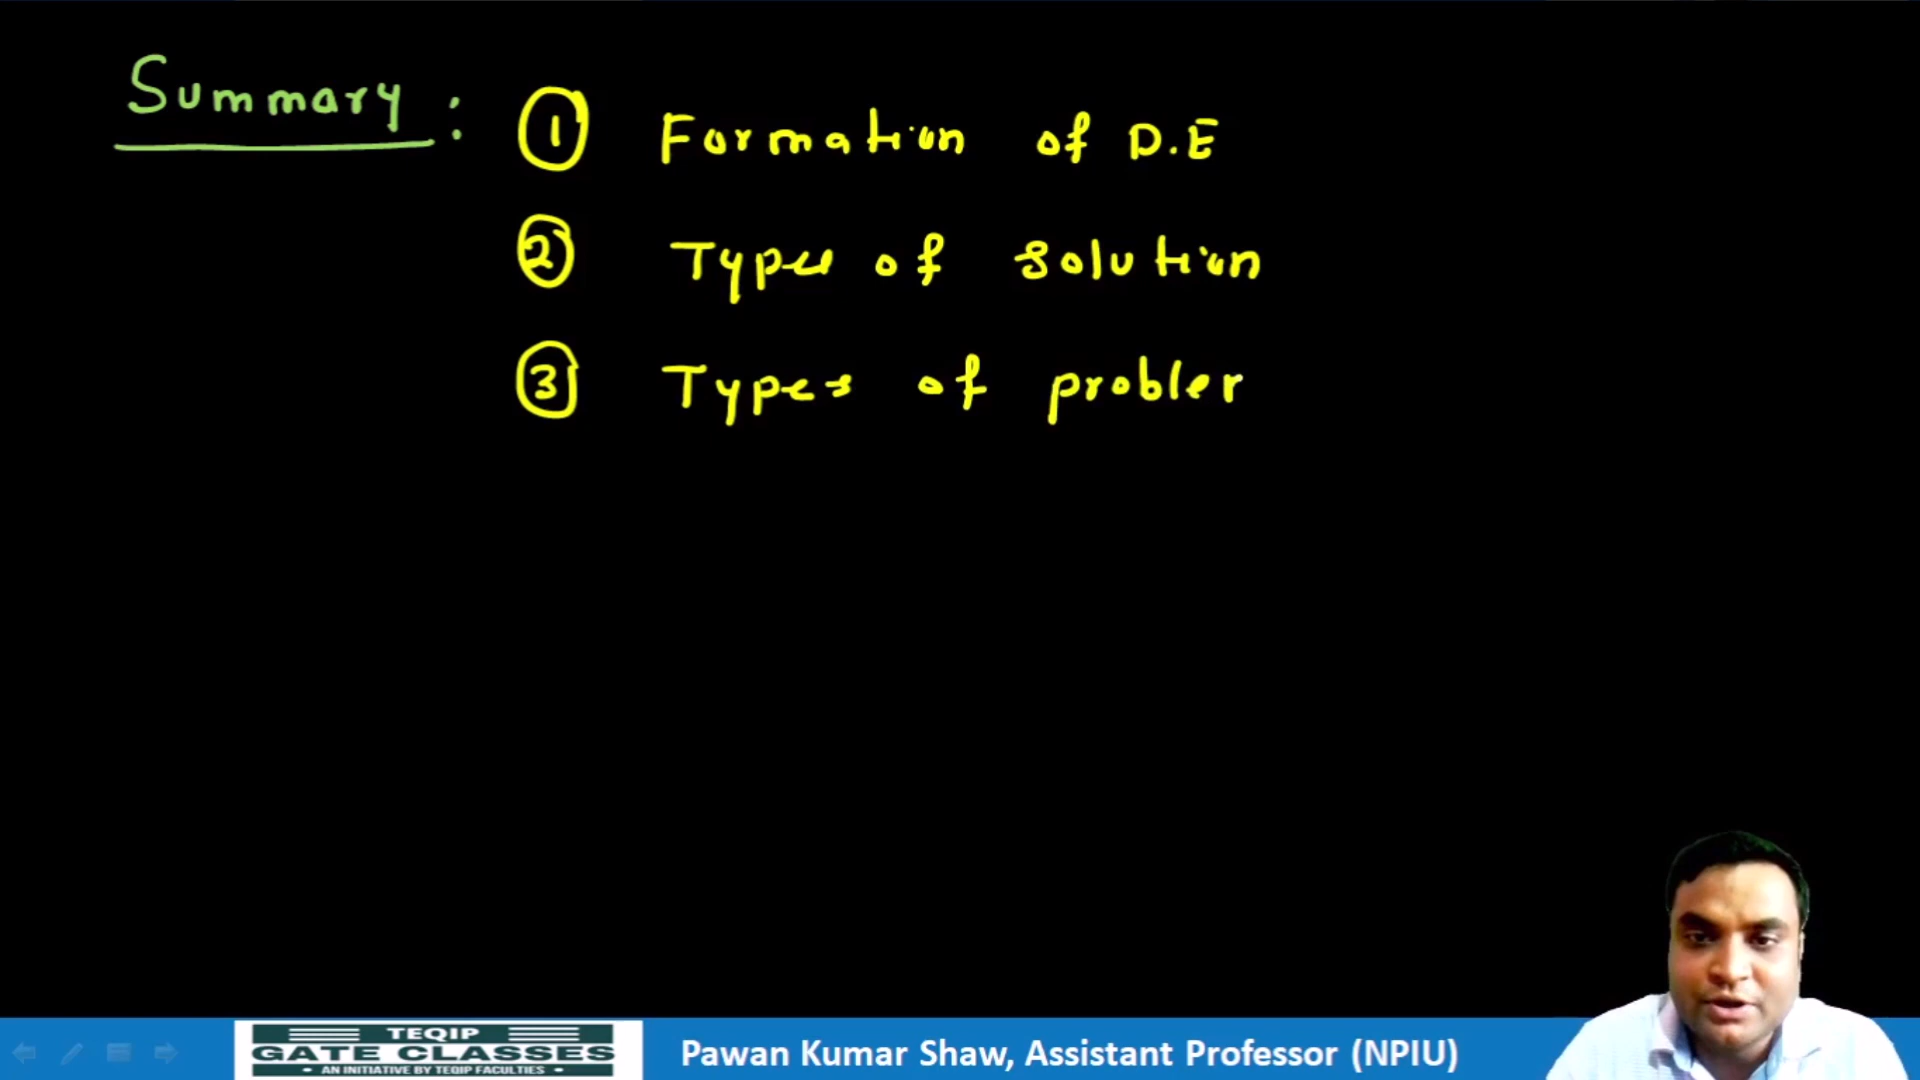 Summary :
① Formation of D.E
② Types of solution
③ Types of probler
TEQIP
GATE CLASSES
• AN INITIATIVE BY TEQIP FACULTIES •
Pawan Kumar Shaw, Assistant Professor (NPIU)